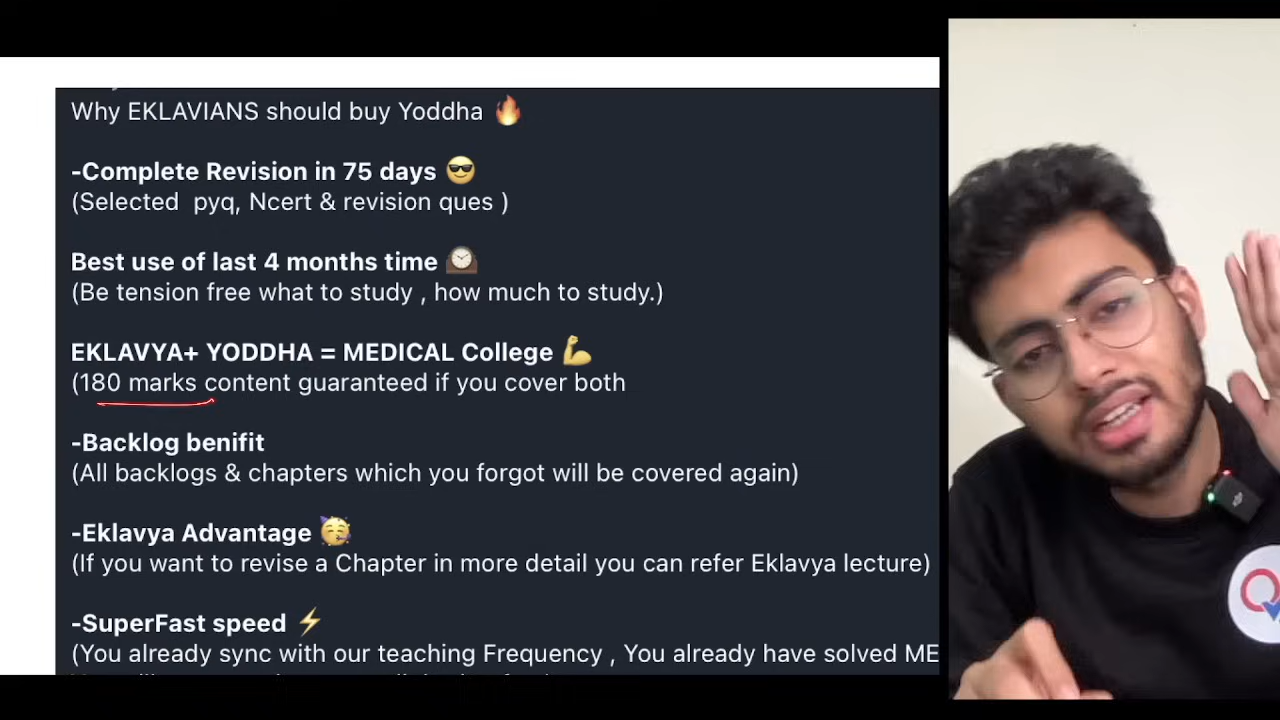 Why EKLAVIANS should buy Yoddha 🔥
-Complete Revision in 75 days 😎
(Selected pyq, Ncert & revision ques )
Best use of last 4 months time 🕰️
(Be tension free what to study , how much to study.)
EKLAVYA+ YODDHA = MEDICAL College 💪
(180 marks content guaranteed if you cover both
-Backlog benifit
(All backlogs & chapters which you forgot will be covered again)
-Eklavya Advantage 🥳
(If you want to revise a Chapter in more detail you can refer Eklavya lecture)
-SuperFast speed ⚡
(You already sync with our teaching Frequency , You already have solved ME